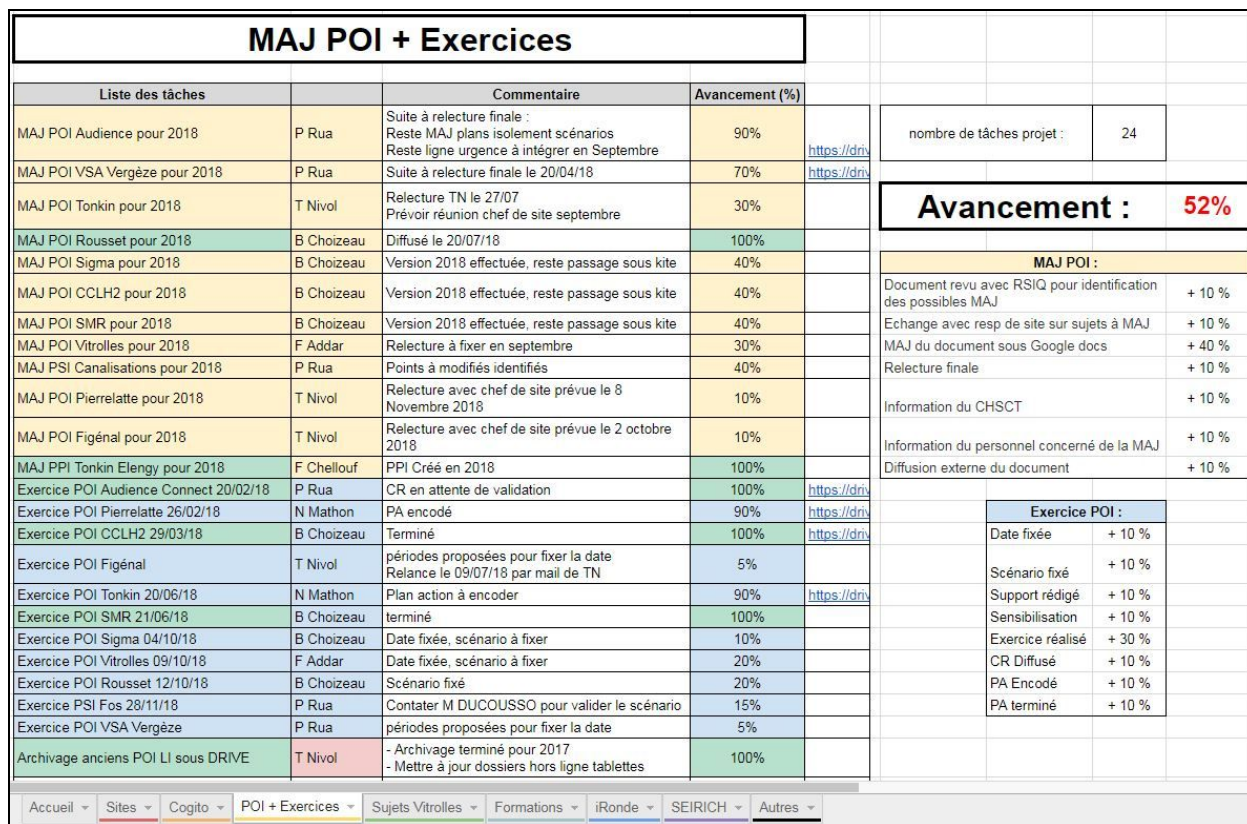 MAJ POI + Exercices
Liste des tâches Commentaire Avancement (%)
MAJ POI Audience pour 2018 P Rua Suite à relecture finale : 90%
Reste MAJ plans isolement scénarios
Reste ligne urgence à intégrer en Septembre https://driv
MAJ POI VSA Vergèze pour 2018 P Rua Suite à relecture finale le 20/04/18 70% https://driv
MAJ POI Tonkin pour 2018 T Nivol Relecture TN le 27/07 30%
Prévoir réunion chef de site septembre
MAJ POI Rousset pour 2018 B Choizeau Diffusé le 20/07/18 100%
MAJ POI Sigma pour 2018 B Choizeau Version 2018 effectuée, reste passage sous kite 40%
MAJ POI CCLH2 pour 2018 B Choizeau Version 2018 effectuée, reste passage sous kite 40%
MAJ POI SMR pour 2018 B Choizeau Version 2018 effectuée, reste passage sous kite 40%
MAJ POI Vitrolles pour 2018 F Addar Relecture à fixer en septembre 30%
MAJ PSI Canalisations pour 2018 P Rua Points à modifiés identifiés 40%
MAJ POI Pierrelatte pour 2018 T Nivol Relecture avec chef de site prévue le 8 10%
Novembre 2018
MAJ POI Figénal pour 2018 T Nivol Relecture avec chef de site prévue le 2 octobre 10%
2018
MAJ PPI Tonkin Elengy pour 2018 F Chellouf PPI Créé en 2018 100%
Exercice POI Audience Connect 20/02/18 P Rua CR en attente de validation 100% https://driv
Exercice POI Pierrelatte 26/02/18 N Mathon PA encodé 90% https://driv
Exercice POI CCLH2 29/03/18 B Choizeau Terminé 100% https://driv
Exercice POI Figénal T Nivol périodes proposées pour fixer la date 5%
Relance le 09/07/18 par mail de TN
Exercice POI Tonkin 20/06/18 N Mathon Plan action à encoder 90% https://driv
Exercice POI SMR 21/06/18 B Choizeau terminé 100%
Exercice POI Sigma 04/10/18 B Choizeau Date fixée, scénario à fixer 10%
Exercice POI Vitrolles 09/10/18 F Addar Date fixée, scénario à fixer 20%
Exercice POI Rousset 12/10/18 B Choizeau Scénario fixé 20%
Exercice PSI Fos 28/11/18 P Rua Contater M DUCOUSSO pour valider le scénario 15%
Exercice POI VSA Vergèze P Rua périodes proposées pour fixer la date 5%
Archivage anciens POI LI sous DRIVE T Nivol - Archivage terminé pour 2017 100%
- Mettre à jour dossiers hors ligne tablettes
nombre de tâches projet : 24
Avancement : 52%
MAJ POI :
Document revu avec RSIQ pour identification + 10 %
des possibles MAJ
Echange avec resp de site sur sujets à MAJ + 10 %
MAJ du document sous Google docs + 40 %
Relecture finale + 10 %
Information du CHSCT + 10 %
Information du personnel concerné de la MAJ + 10 %
Diffusion externe du document + 10 %
Exercice POI :
Date fixée + 10 %
Scénario fixé + 10 %
Support rédigé + 10 %
Sensibilisation + 10 %
Exercice réalisé + 30 %
CR Diffusé + 10 %
PA Encodé + 10 %
PA terminé + 10 %
Accueil Sites Cogito POI + Exercices Sujets Vitrolles Formations iRonde SEIRICH Autres